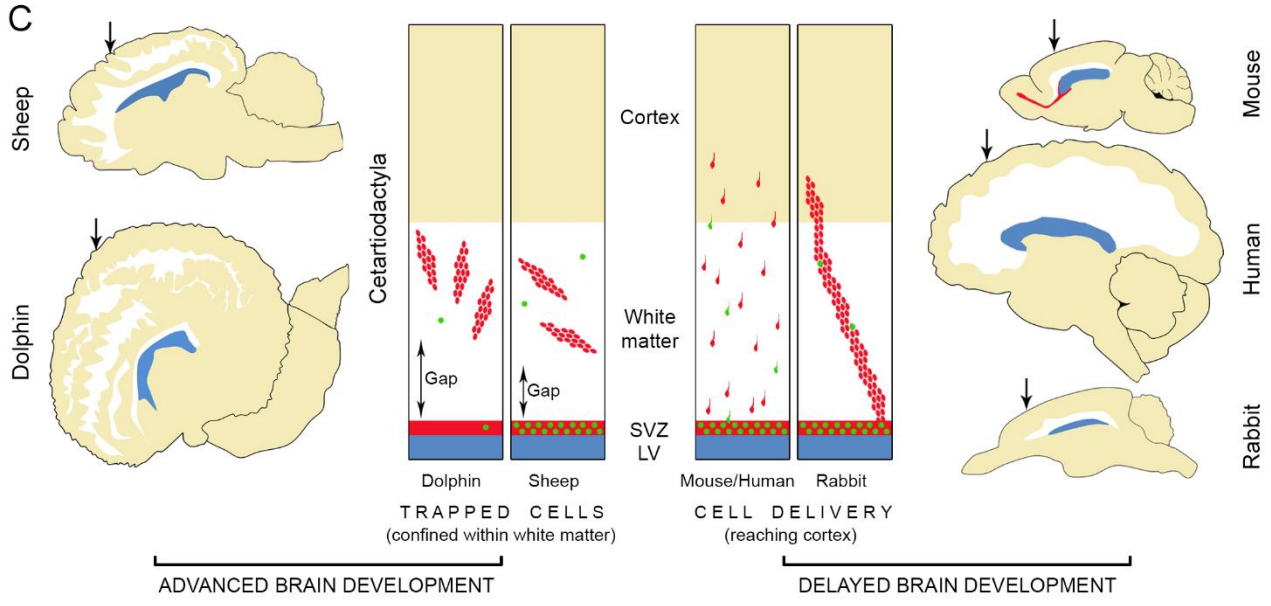 C
Sheep
Dolphin
Cetartiodactyla
Gap
Gap
Cortex
White
matter
SVZ
LV
Dolphin
Sheep
TRAPPED CELLS
(confined within white matter)
Mouse/Human
Rabbit
CELL DELIVERY
(reaching cortex)
Mouse
Human
Rabbit
ADVANCED BRAIN DEVELOPMENT
DELAYED BRAIN DEVELOPMENT